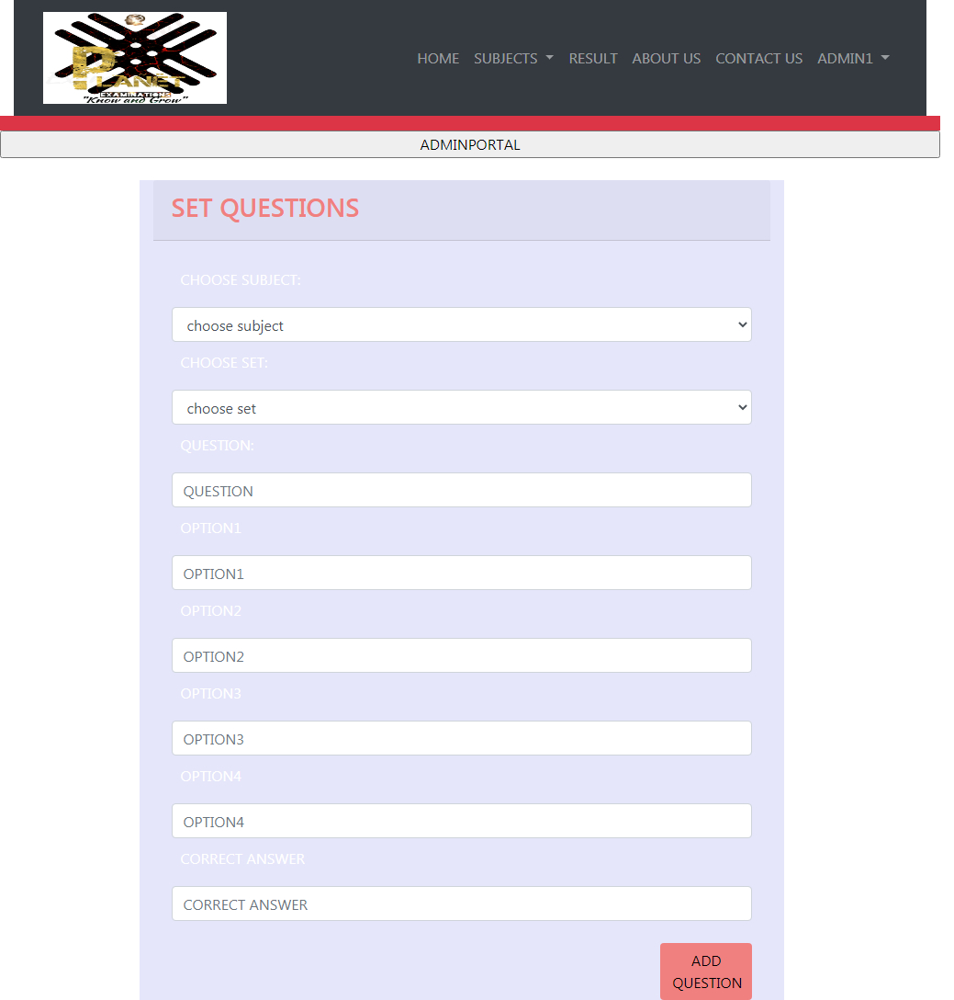 PLANET
EXAMINATIONS
"Know and Grow"
HOME SUBJECTS RESULT ABOUT US CONTACT US ADMIN1
ADMINPORTAL
SET QUESTIONS
CHOOSE SUBJECT:
choose subject
CHOOSE SET:
choose set
QUESTION:
QUESTION
OPTION1
OPTION1
OPTION2
OPTION2
OPTION3
OPTION3
OPTION4
OPTION4
CORRECT ANSWER
CORRECT ANSWER
ADD
QUESTION